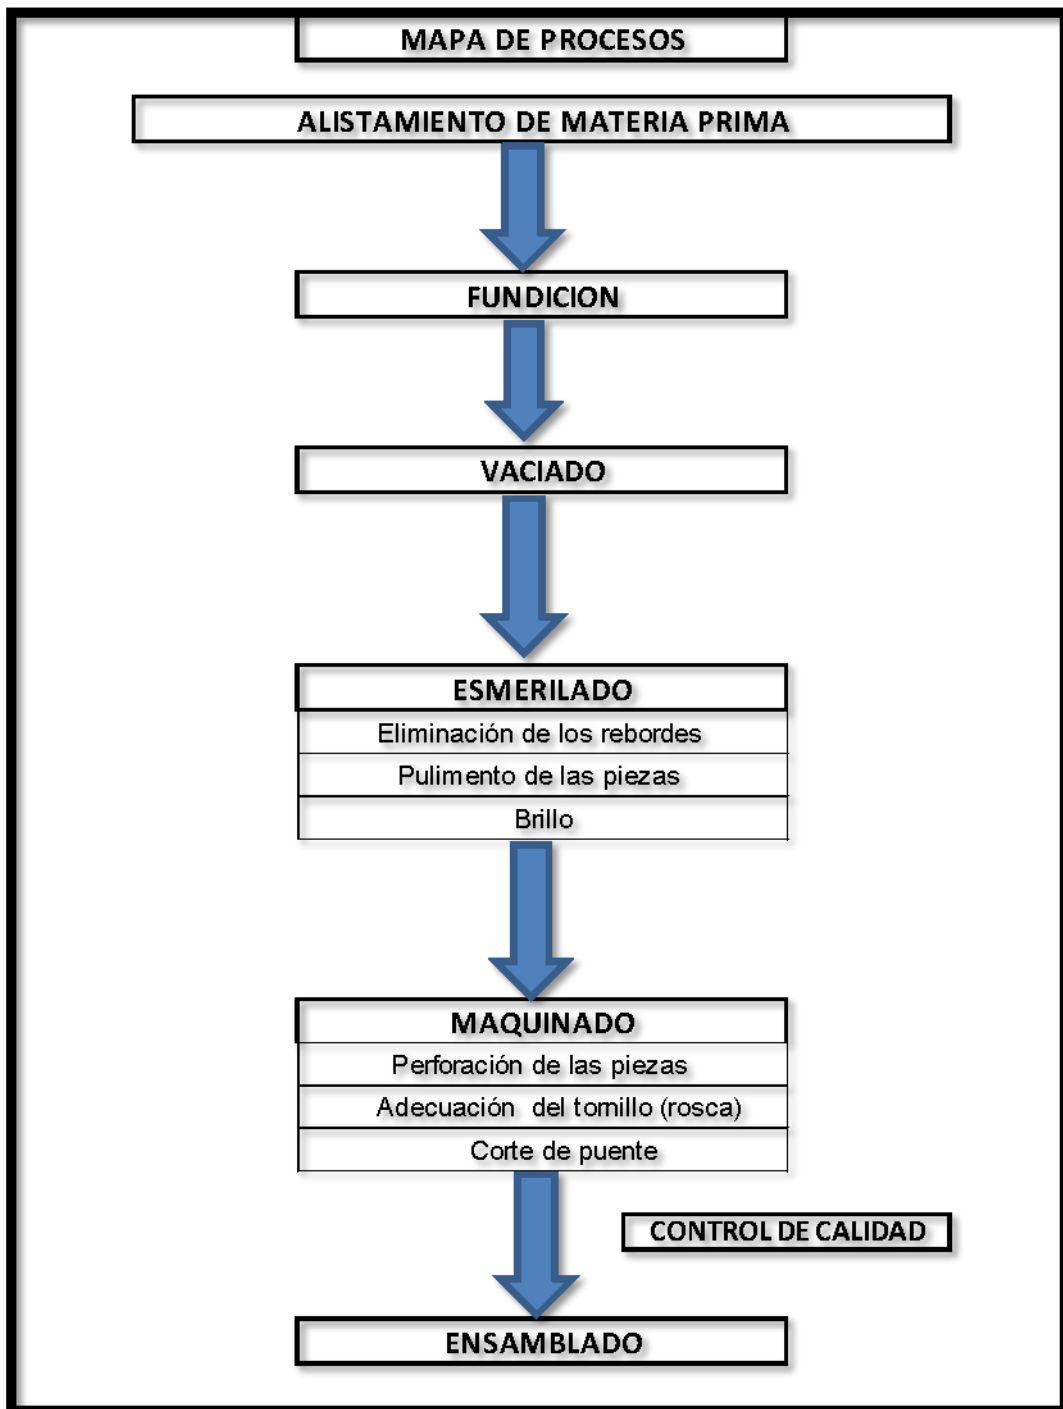 MAPA DE PROCESOS
ALISTAMIENTO DE MATERIA PRIMA
FUNDICION
VACIADO
ESMERILADO
Eliminación de los rebordes
Pulimento de las piezas
Brillo
MAQUINADO
Perforación de las piezas
Adecuación del tornillo (rosca)
Corte de puente
CONTROL DE CALIDAD
ENSAMBLADO